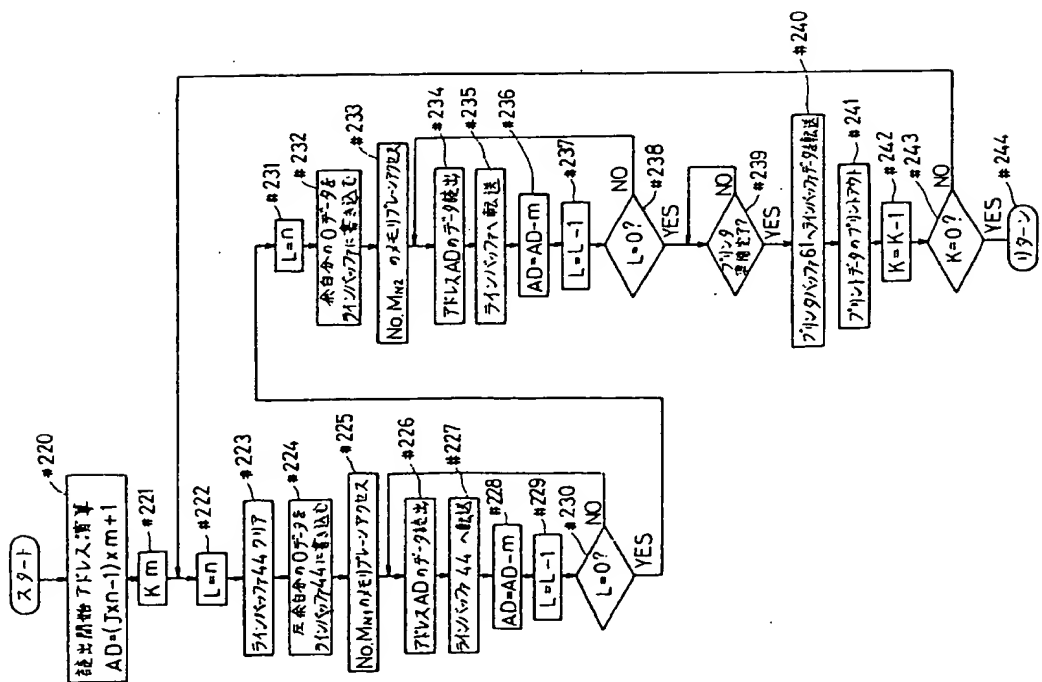 スタート
読出開始アドレス演算
AD=(J×n-1)×m+1
#220
K m
#221
L=n
#222
ラインバッファ44クリア
#223
左余白分の0データを
ラインバッファ44に書き込む
#224
No.MN1のメモリプレーンアクセス
#225
アドレスADのデータ読出
#226
ラインバッファ44へ転送
#227
AD=AD-m
#228
L=L-1
#229
L=0?
#230
NO
YES
L=n
#231
余白分の0データを
ラインバッファに書き込む
#232
No.MN2のメモリプレーンアクセス
#233
アドレスADのデータ読出
#234
ラインバッファへ転送
#235
AD=AD-m
#236
L=L-1
#237
L=0?
#238
NO
YES
プリンタ
準備完了?
#239
NO
YES
プリンタバッファ61へラインバッファデータを転送
#240
プリントデータのプリントアウト
#241
K=K-1
#242
K=0?
#243
NO
YES
リターン
#244